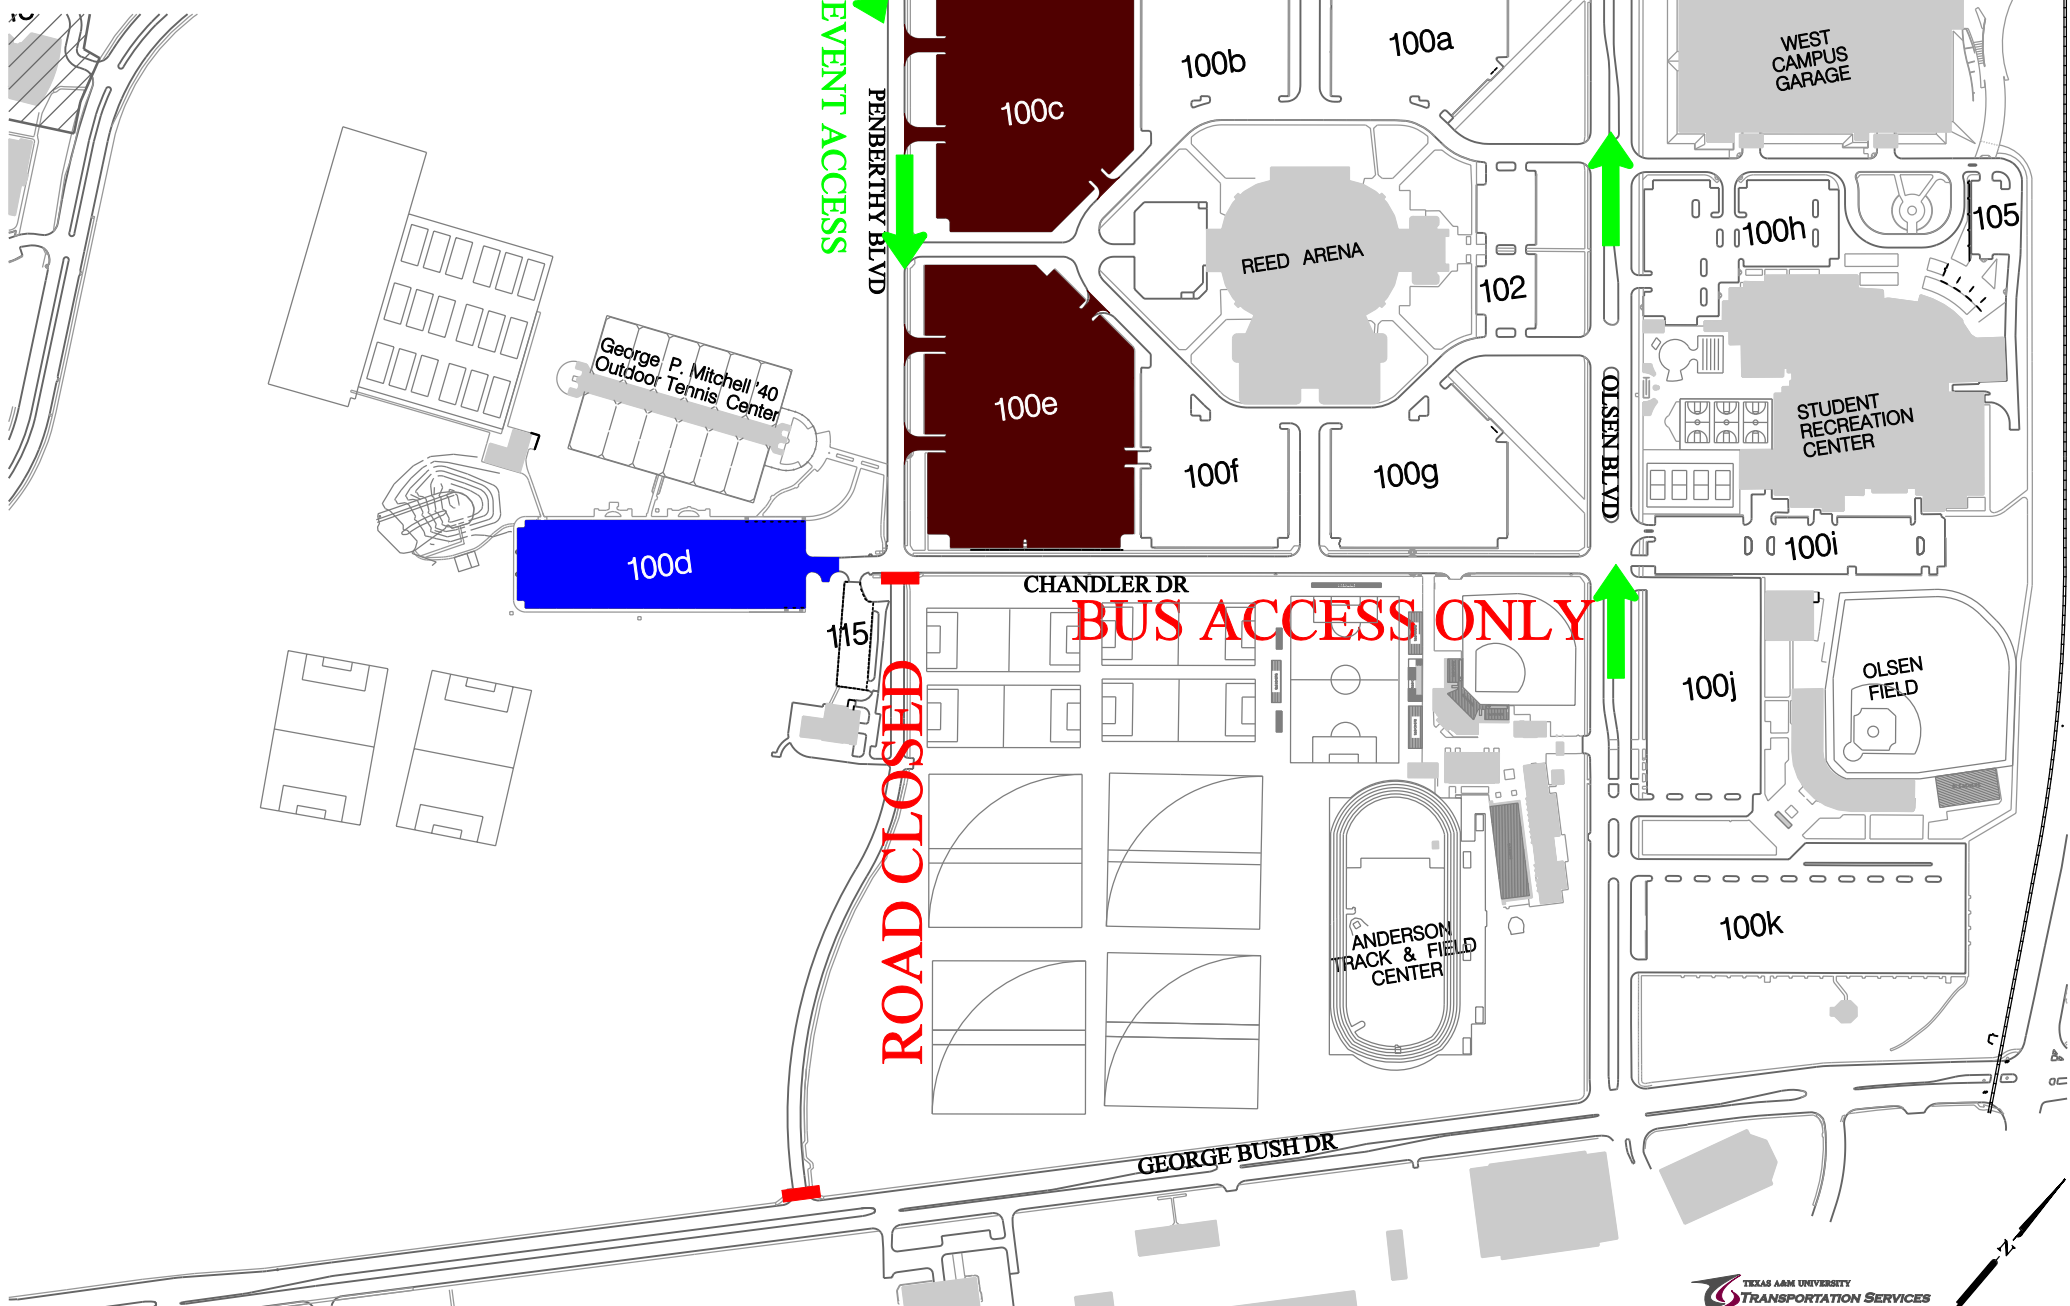 EVENT ACCESS
PENBERTHY BLVD
100c
100b
100a
WEST
CAMPUS
GARAGE
REED ARENA
102
100h
105
George P. Mitchell '40
Outdoor Tennis Center
100e
100f
100g
OLSEN BLVD
STUDENT
RECREATION
CENTER
100d
100i
CHANDLER DR
BUS ACCESS ONLY
115
ROAD CLOSED
100j
OLSEN
FIELD
ANDERSON
TRACK & FIELD
CENTER
100k
GEORGE BUSH DR
N
TEXAS A&M UNIVERSITY
TRANSPORTATION SERVICES